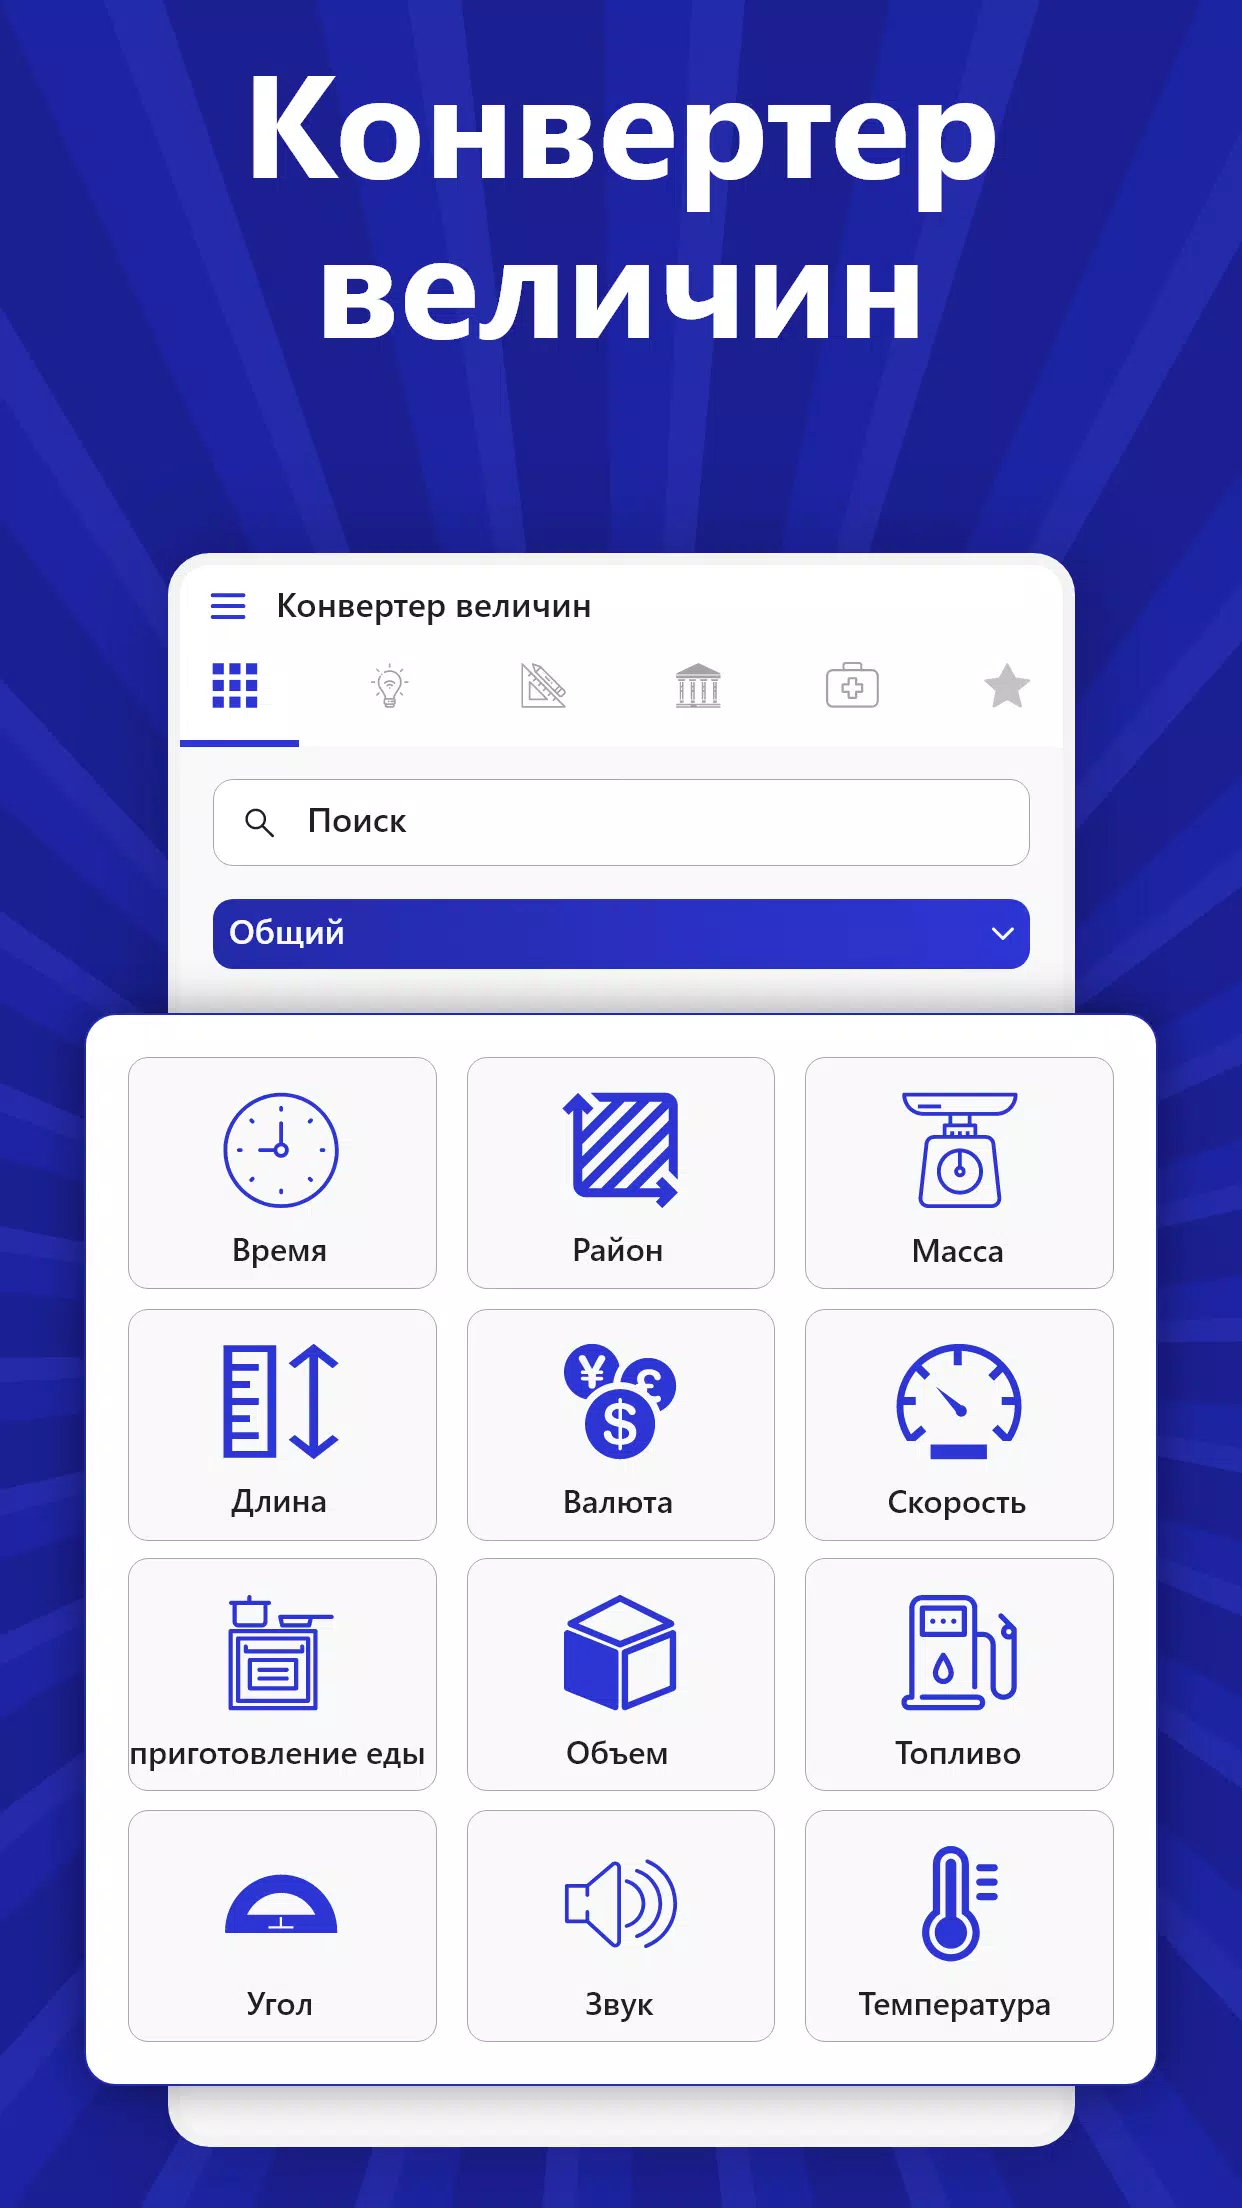 Конвертер
величин
Конвертер величин
Поиск
Общий
Время
Район
Масса
Длина
¥
£
$
Валюта
Скорость
приготовление еды
Объем
Топливо
Угол
Звук
Температура